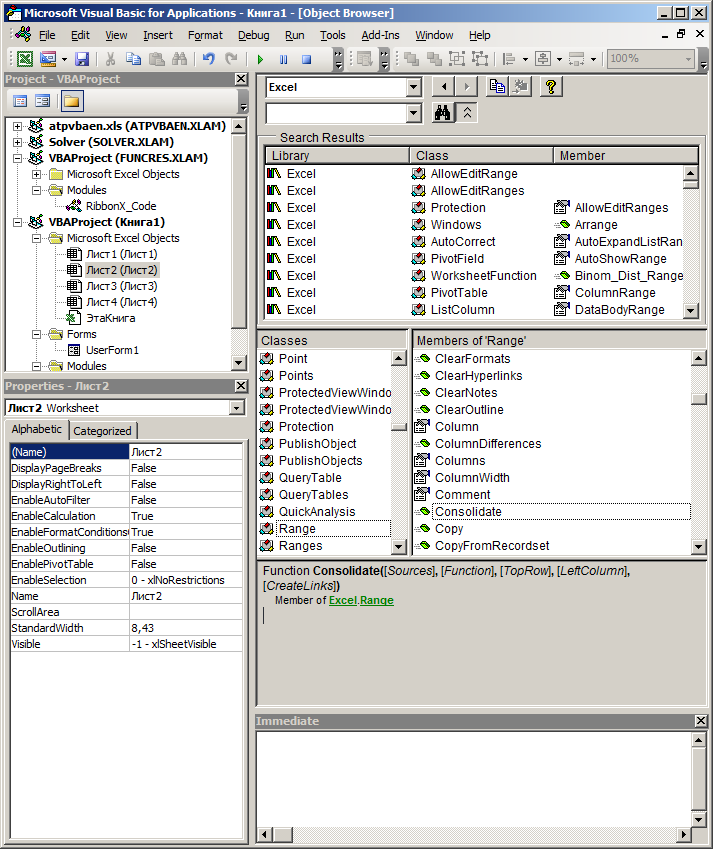 Microsoft Visual Basic for Applications - Книга1 - [Object Browser]
File Edit View Insert Format Debug Run Tools Add-Ins Window Help
100%
Project - VBAProject
atpvbaen.xls (ATPVBAEN.XLAM)
Solver (SOLVER.XLAM)
VBAProject (FUNCRES.XLAM)
Microsoft Excel Objects
Modules
RibbonX_Code
VBAProject (Книга1)
Microsoft Excel Objects
Лист1 (Лист1)
Лист2 (Лист2)
Лист3 (Лист3)
Лист4 (Лист4)
ЭтаКнига
Forms
UserForm1
Modules
Properties - Лист2
Лист2 Worksheet
Alphabetic Categorized
(Name) Лист2
DisplayPageBreaks False
DisplayRightToLeft False
EnableAutoFilter False
EnableCalculation True
EnableFormatConditions True
EnableOutlining False
EnablePivotTable False
EnableSelection 0 - xlNoRestrictions
Name Лист2
ScrollArea
StandardWidth 8,43
Visible -1 - xlSheetVisible
Excel
Search Results
Library Class Member
Excel AllowEditRange
Excel AllowEditRanges
Excel Protection AllowEditRanges
Excel Windows Arrange
Excel AutoCorrect AutoExpandListRan
Excel PivotField AutoShowRange
Excel WorksheetFunction Binom_Dist_Range
Excel PivotTable ColumnRange
Excel ListColumn DataBodyRange
Classes
Point
Points
ProtectedViewWindo
ProtectedViewWindo
Protection
PublishObject
PublishObjects
QueryTable
QueryTables
QuickAnalysis
Range
Ranges
Members of 'Range'
ClearFormats
ClearHyperlinks
ClearNotes
ClearOutline
Column
ColumnDifferences
Columns
ColumnWidth
Comment
Consolidate
Copy
CopyFromRecordset
Function Consolidate([Sources], [Function], [TopRow], [LeftColumn],
[CreateLinks])
Member of Excel.Range
Immediate